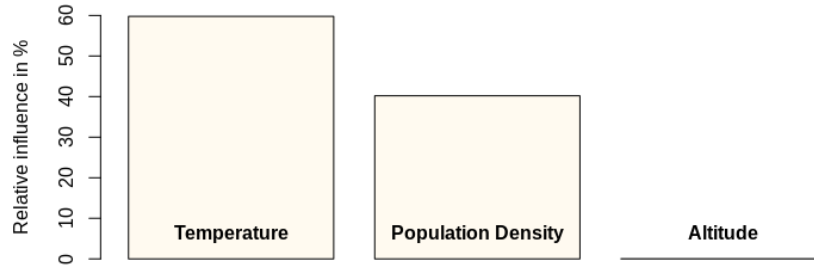 Relative influence in %
60
50
40
30
20
10
0
Temperature
Population Density
Altitude